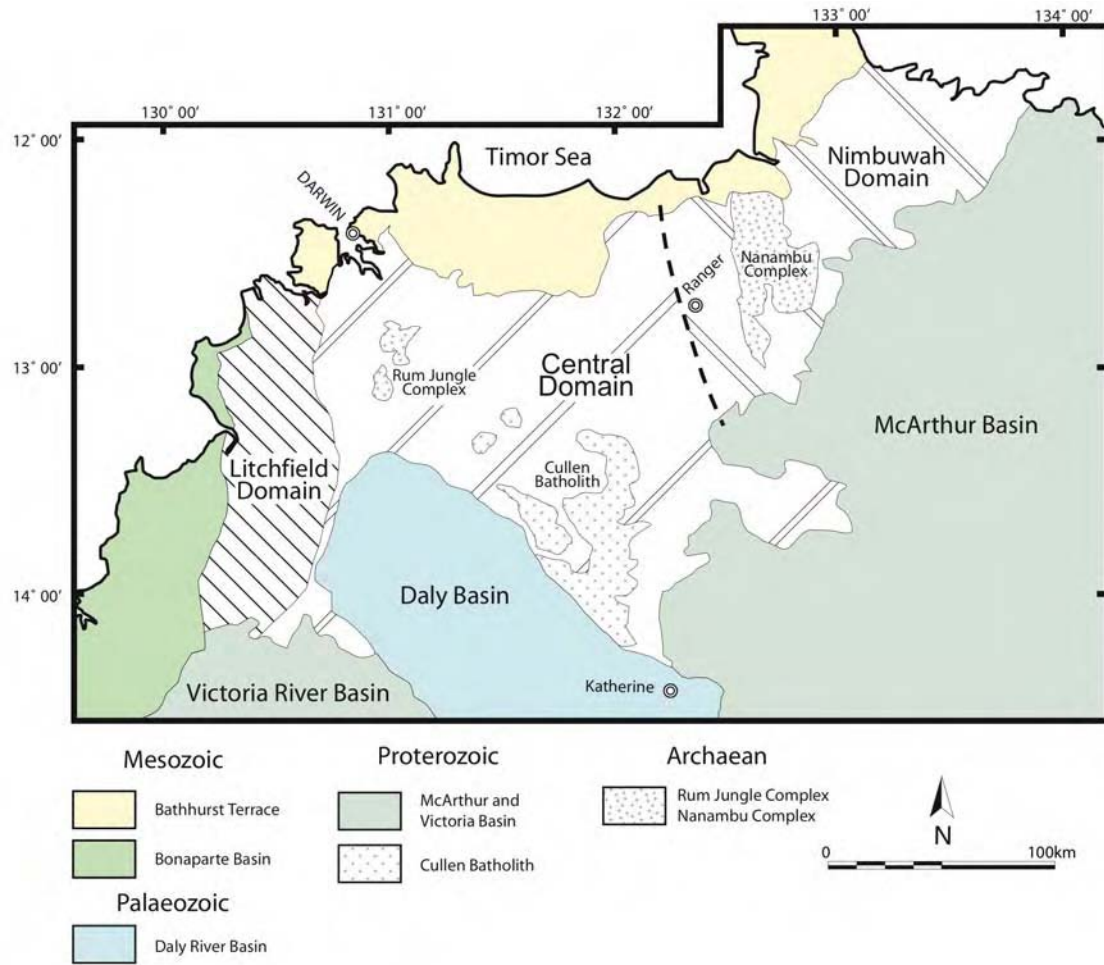 133° 00'
134° 00'
130° 00'
131° 00'
132° 00'
12° 00'
Timor Sea
Nimbuwah
Domain
DARWIN
Nanambu
Complex
Ranger
13° 00'
Rum Jungle
Complex
Central
Domain
McArthur Basin
Litchfield
Domain
Cullen
Batholith
14° 00'
Daly Basin
Victoria River Basin
Katherine
Mesozoic
Bathhurst Terrace
Bonaparte Basin
Palaeozoic
Daly River Basin
Proterozoic
McArthur and
Victoria Basin
Cullen Batholith
Archaean
Rum Jungle Complex
Nanambu Complex
N
0
100km